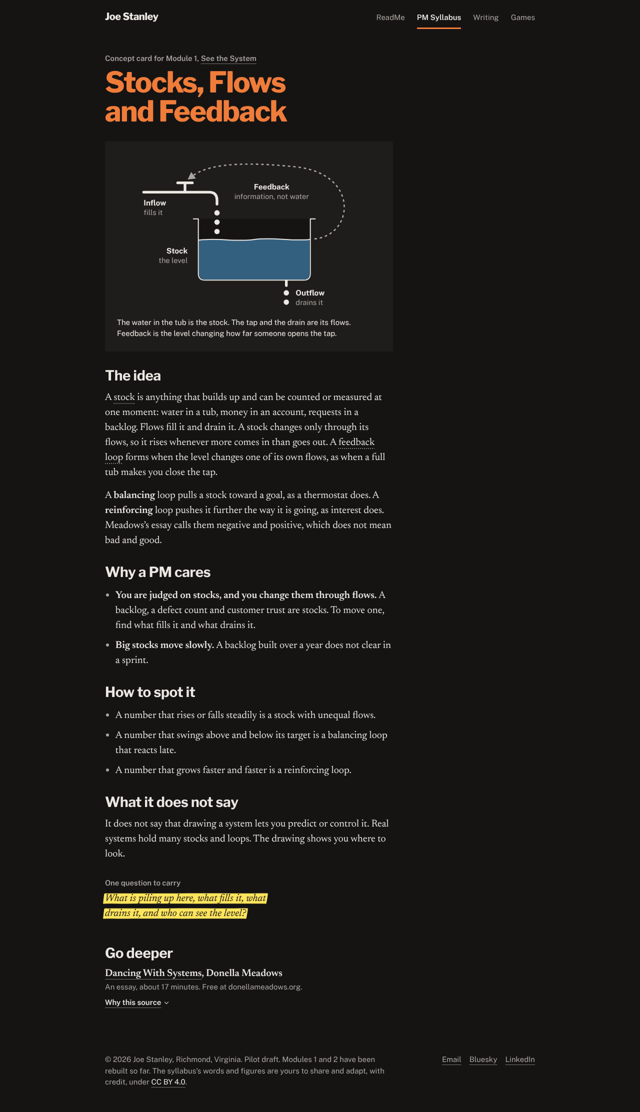 Joe Stanley
ReadMe PM Syllabus Writing Games
Concept card for Module 1, See the System
Stocks, Flows
and Feedback
Feedback
information, not water
Inflow
fills it
Stock
the level
Outflow
drains it
The water in the tub is the stock. The tap and the drain are its flows.
Feedback is the level changing how far someone opens the tap.
The idea
A stock is anything that builds up and can be counted or measured at
one moment: water in a tub, money in an account, requests in a
backlog. Flows fill it and drain it. A stock changes only through its
flows, so it rises whenever more comes in than goes out. A feedback
loop forms when the level changes one of its own flows, as when a full
tub makes you close the tap.
A balancing loop pulls a stock toward a goal, as a thermostat does. A
reinforcing loop pushes it further the way it is going, as interest does.
Meadows's essay calls them negative and positive, which does not mean
bad and good.
Why a PM cares
You are judged on stocks, and you change them through flows. A
backlog, a defect count and customer trust are stocks. To move one,
find what fills it and what drains it.
Big stocks move slowly. A backlog built over a year does not clear in
a sprint.
How to spot it
A number that rises or falls steadily is a stock with unequal flows.
A number that swings above and below its target is a balancing loop
that reacts late.
A number that grows faster and faster is a reinforcing loop.
What it does not say
It does not say that drawing a system lets you predict or control it. Real
systems hold many stocks and loops. The drawing shows you where to
look.
One question to carry
What is piling up here, what fills it, what
drains it, and who can see the level?
Go deeper
Dancing With Systems, Donella Meadows
An essay, about 17 minutes. Free at donellameadows.org.
Why this source
© 2026 Joe Stanley, Richmond, Virginia. Pilot draft. Modules 1 and 2 have been
rebuilt so far. The syllabus's words and figures are yours to share and adapt, with
credit, under CC BY 4.0.
Email Bluesky LinkedIn